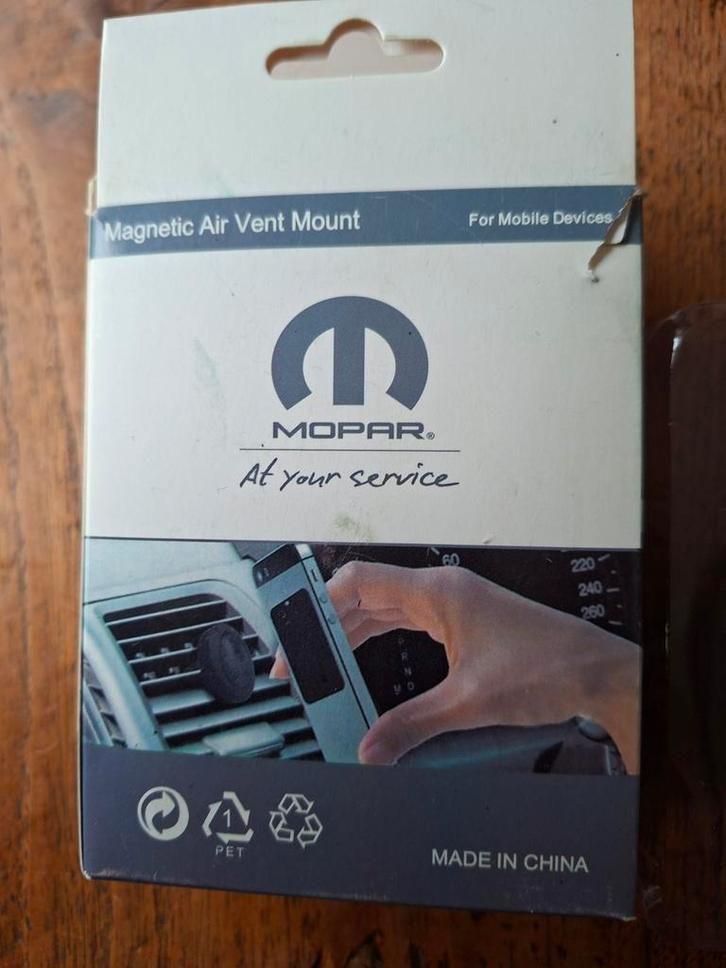 Magnetic Air Vent Mount
For Mobile Devices
MOPAR®
At your service
60
220
240
260
P
R
N
D
1
PET
MADE IN CHINA